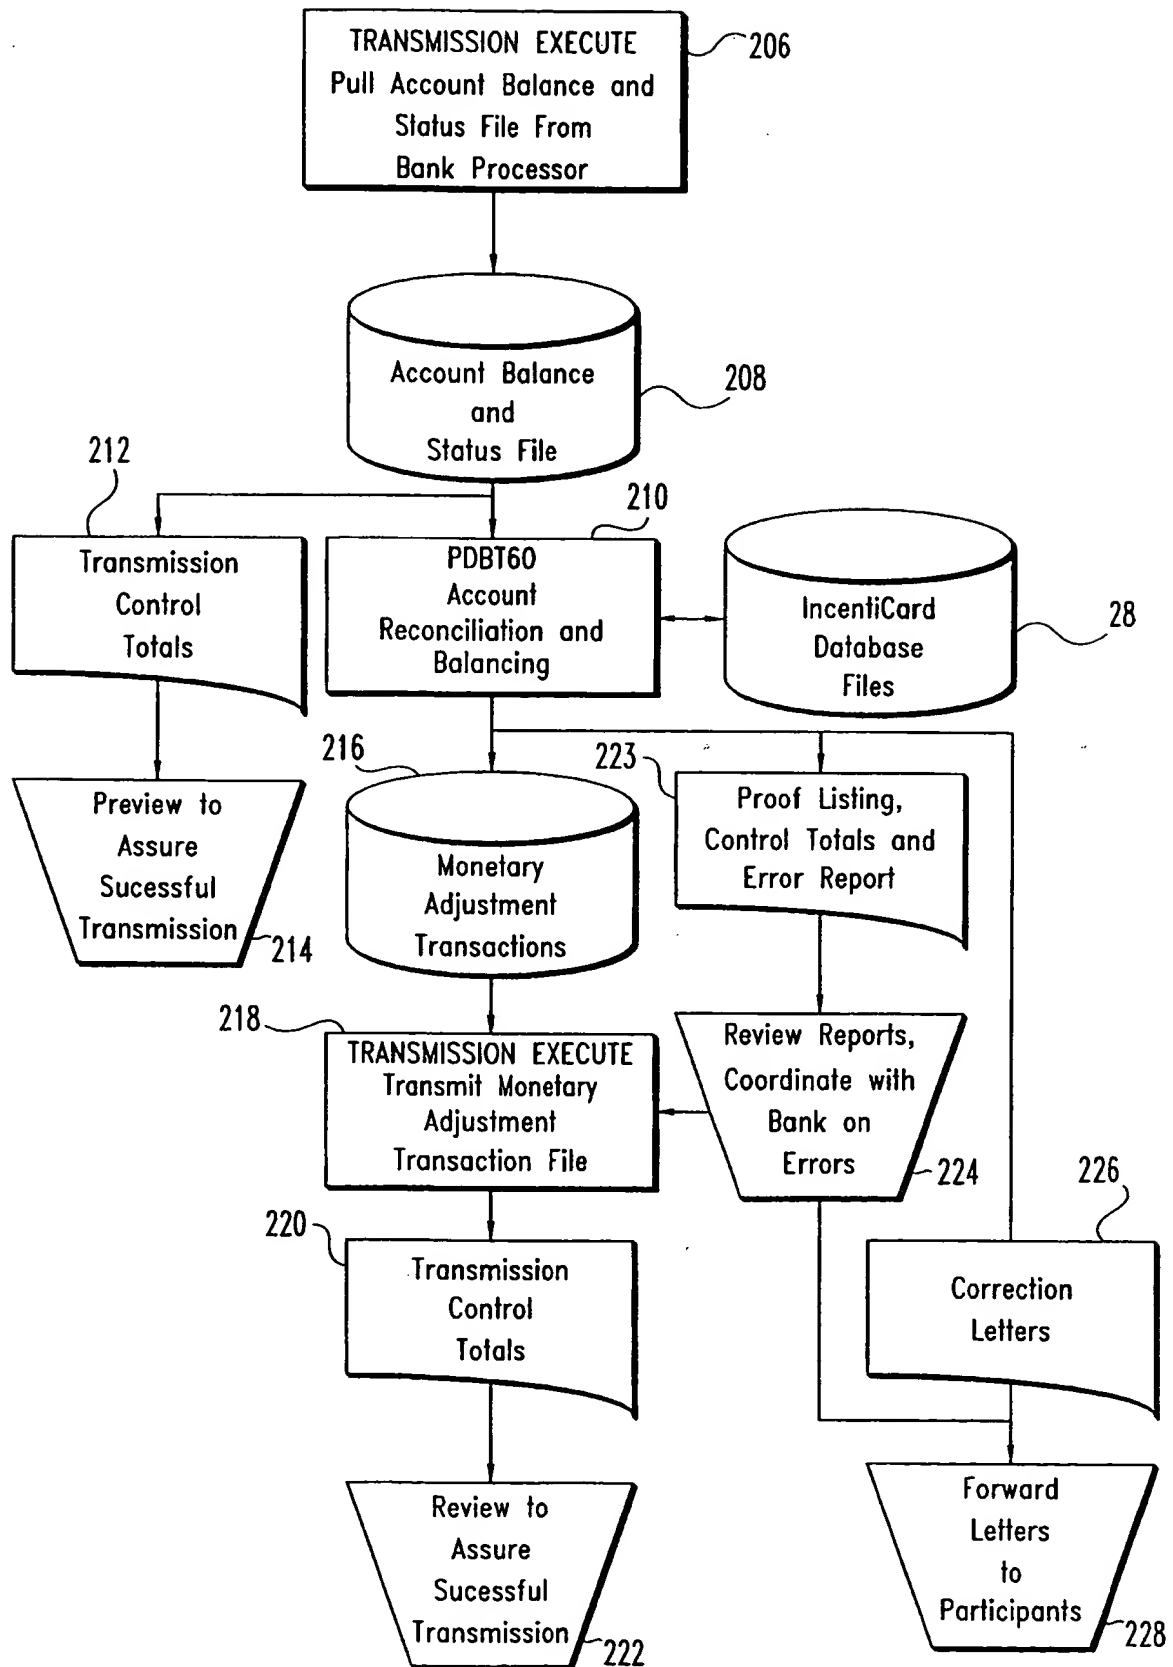 TRANSMISSION EXECUTE
Pull Account Balance and
Status File From
Bank Processor
206
Account Balance
and
Status File
208
212
Transmission
Control
Totals
210
PDBT60
Account
Reconciliation and
Balancing
IncentiCard
Database
Files
28
Preview to
Assure
Sucessful
Transmission
214
216
Monetary
Adjustment
Transactions
223
Proof Listing,
Control Totals and
Error Report
218
TRANSMISSION EXECUTE
Transmit Monetary
Adjustment
Transaction File
Review Reports,
Coordinate with
Bank on
Errors
224
220
Transmission
Control
Totals
226
Correction
Letters
Review to
Assure
Sucessful
Transmission
222
Forward
Letters
to
Participants
228